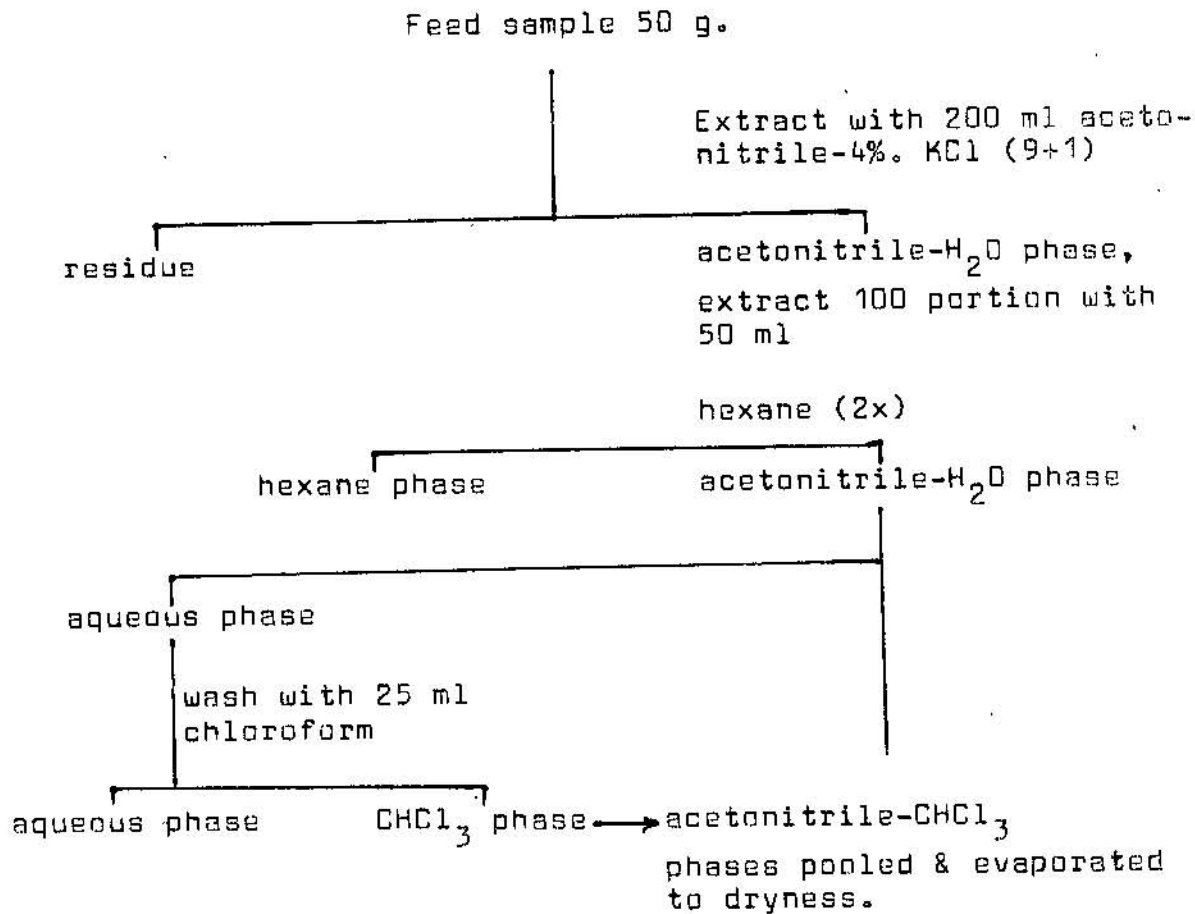 Feed sample 50 g.
Extract with 200 ml aceto-
nitrile-4%. KCl (9+1)
residue
acetonitrile-H₂O phase,
extract 100 portion with
50 ml
hexane (2x)
hexane phase
acetonitrile-H₂O phase
aqueous phase
wash with 25 ml
chloroform
aqueous phase
CHCl₃ phase
acetonitrile-CHCl₃
phases pooled & evaporated
to dryness.